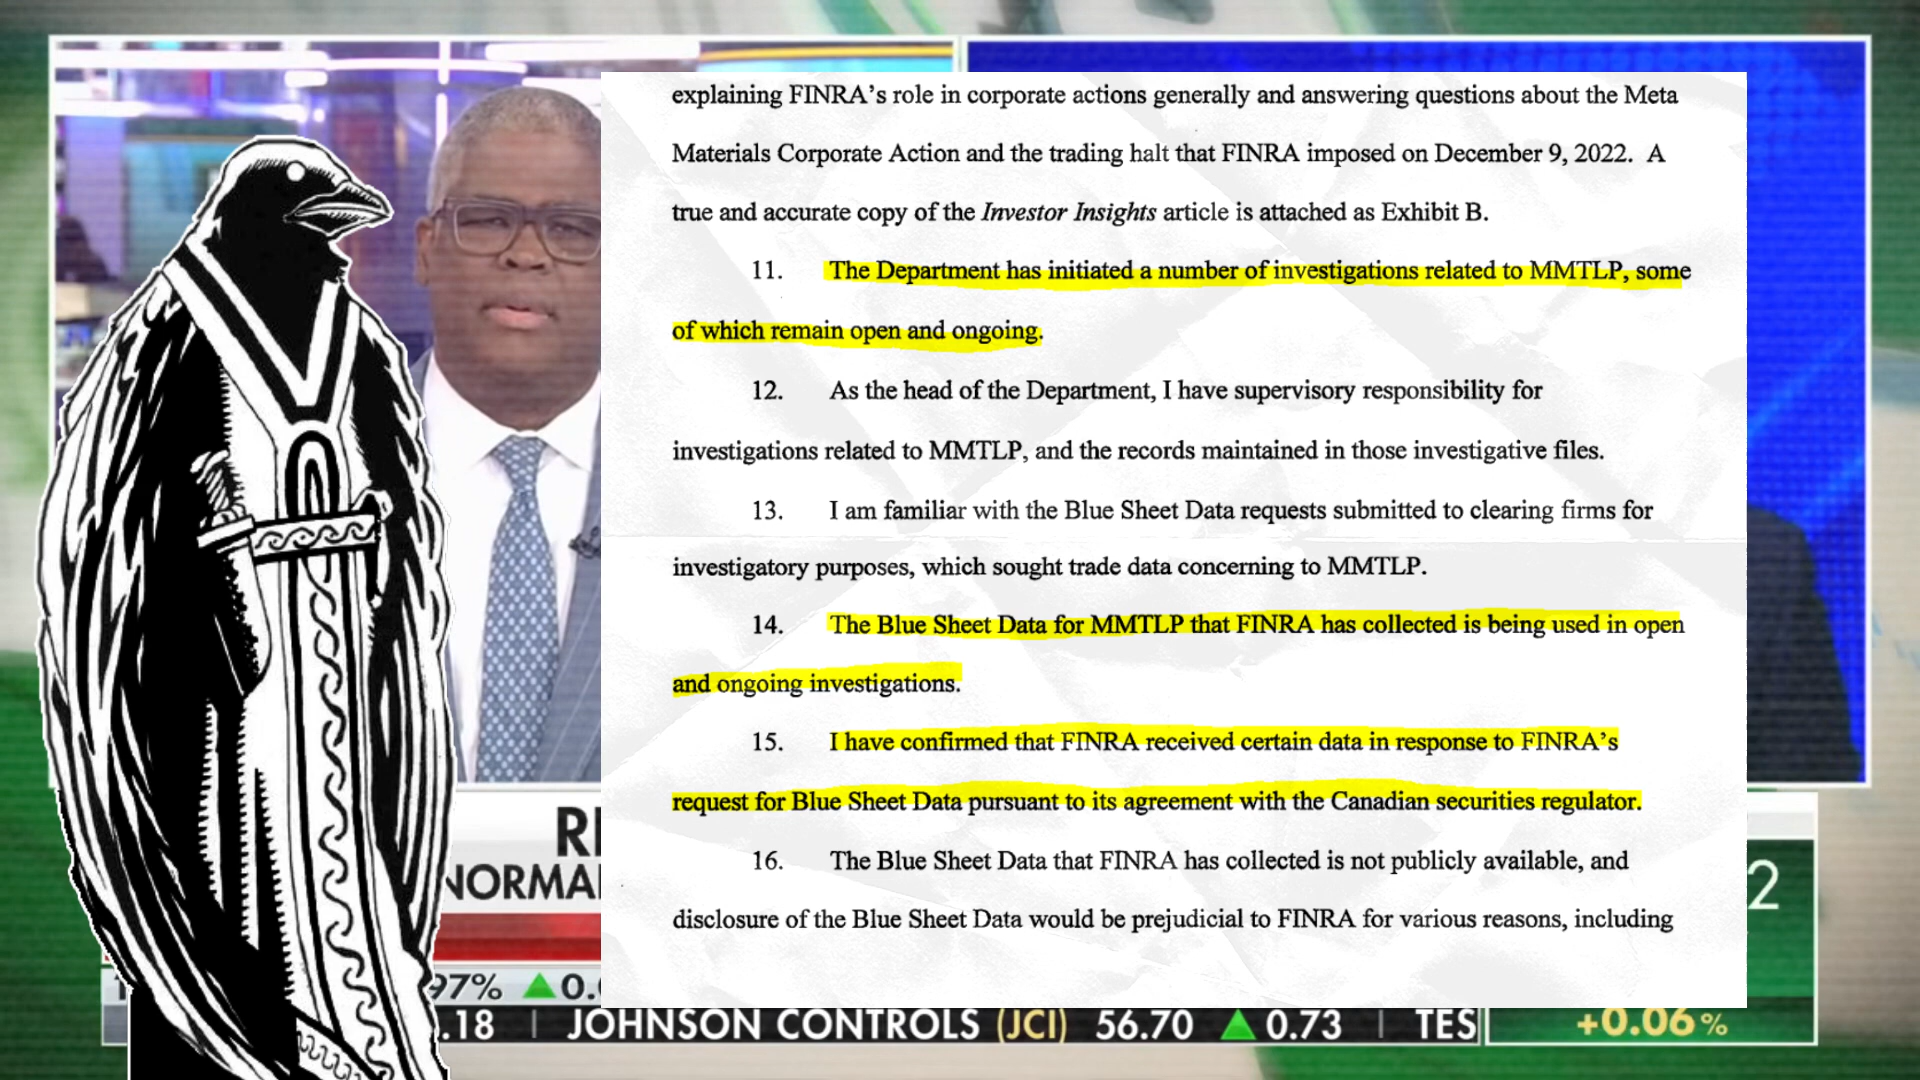 explaining FINRA's role in corporate actions generally and answering questions about the Meta
Materials Corporate Action and the trading halt that FINRA imposed on December 9, 2022. A
true and accurate copy of the Investor Insights article is attached as Exhibit B.
11. The Department has initiated a number of investigations related to MMTLP, some
of which remain open and ongoing.
12. As the head of the Department, I have supervisory responsibility for
investigations related to MMTLP, and the records maintained in those investigative files.
13. I am familiar with the Blue Sheet Data requests submitted to clearing firms for
investigatory purposes, which sought trade data concerning to MMTLP.
14. The Blue Sheet Data for MMTLP that FINRA has collected is being used in open
and ongoing investigations.
15. I have confirmed that FINRA received certain data in response to FINRA's
request for Blue Sheet Data pursuant to its agreement with the Canadian securities regulator.
16. The Blue Sheet Data that FINRA has collected is not publicly available, and
disclosure of the Blue Sheet Data would be prejudicial to FINRA for various reasons, including
97% ▲0.
.18 | JOHNSON CONTROLS (JCI) 56.70 ▲ 0.73 | TES
+0.06%